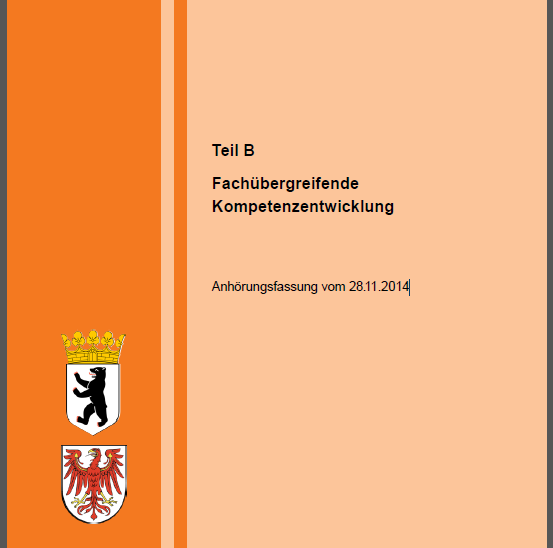 Teil B
Fachübergreifende
Kompetenzentwicklung
Anhörungsfassung vom 28.11.2014